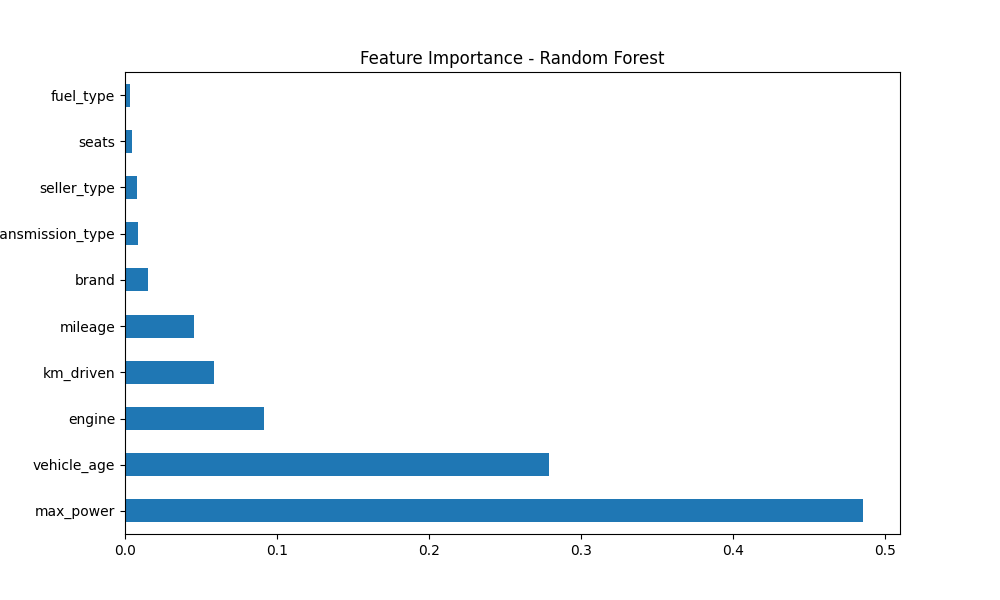 Feature Importance - Random Forest
fuel_type
seats
seller_type
ansmission_type
brand
mileage
km_driven
engine
vehicle_age
max_power
0.0 0.1 0.2 0.3 0.4 0.5